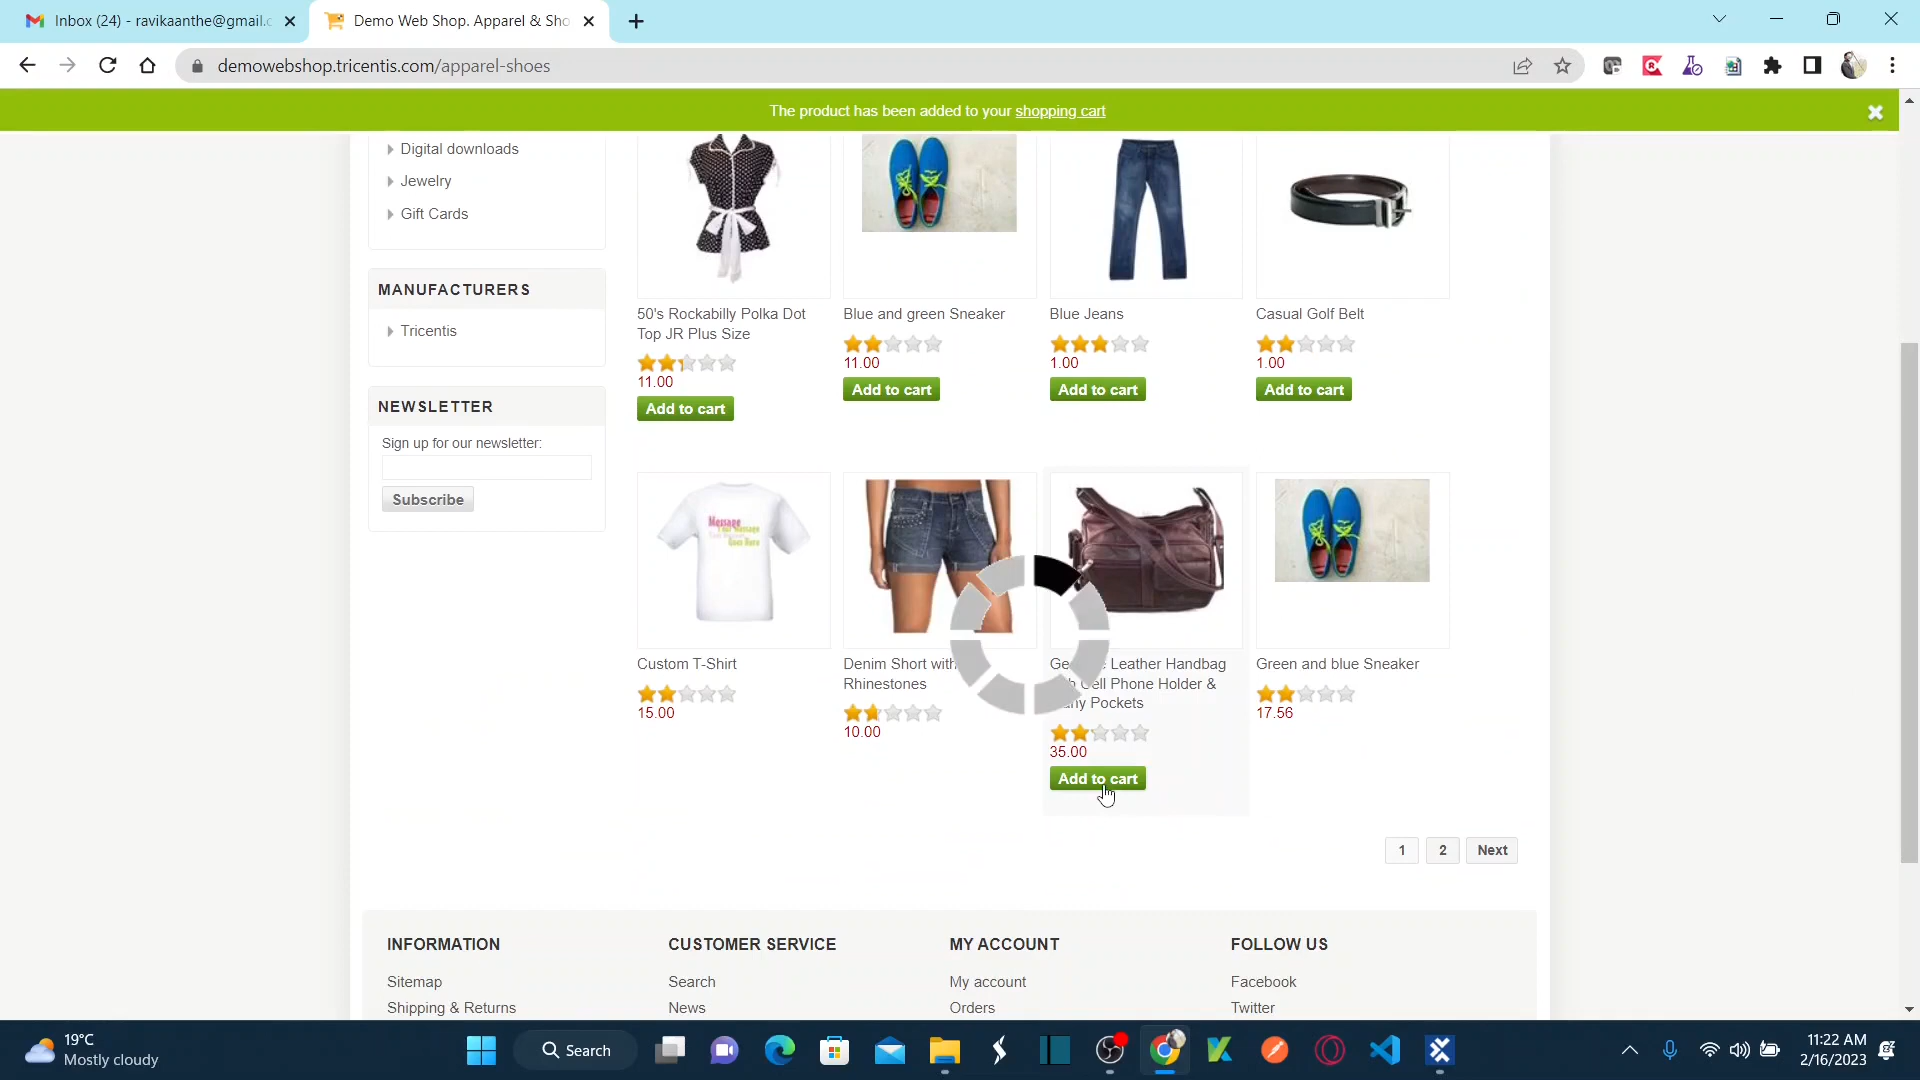 Inbox (24) - ravikaanthe@gmail.c
Demo Web Shop. Apparel & Sho
demowebshop.tricentis.com/apparel-shoes
The product has been added to your shopping cart
Digital downloads
Jewelry
Gift Cards
MANUFACTURERS
Tricentis
NEWSLETTER
Sign up for our newsletter:
Subscribe
50's Rockabilly Polka Dot
Top JR Plus Size
11.00
Add to cart
Blue and green Sneaker
11.00
Add to cart
Blue Jeans
1.00
Add to cart
Casual Golf Belt
1.00
Add to cart
Message
Your Message
Goes Here
Custom T-Shirt
15.00
Denim Short with
Rhinestones
10.00
Leather Handbag
Cell Phone Holder &
Pockets
35.00
Add to cart
Green and blue Sneaker
17.56
1 2 Next
INFORMATION
Sitemap
Shipping & Returns
CUSTOMER SERVICE
Search
News
MY ACCOUNT
My account
Orders
FOLLOW US
Facebook
Twitter
19°C
Mostly cloudy
Search
11:22 AM
2/16/2023